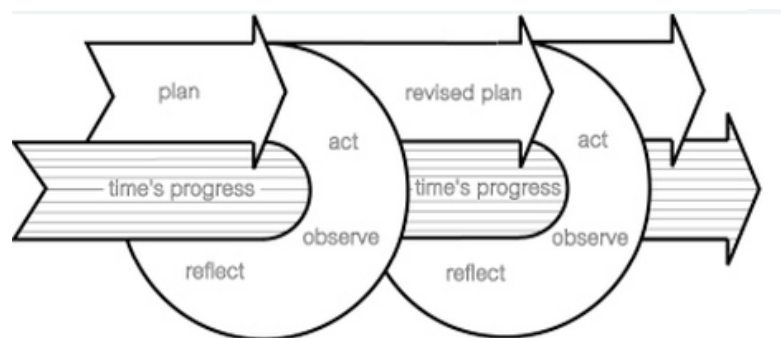 plan
act
time's progress
observe
reflect
revised plan
act
time's progress
observe
reflect